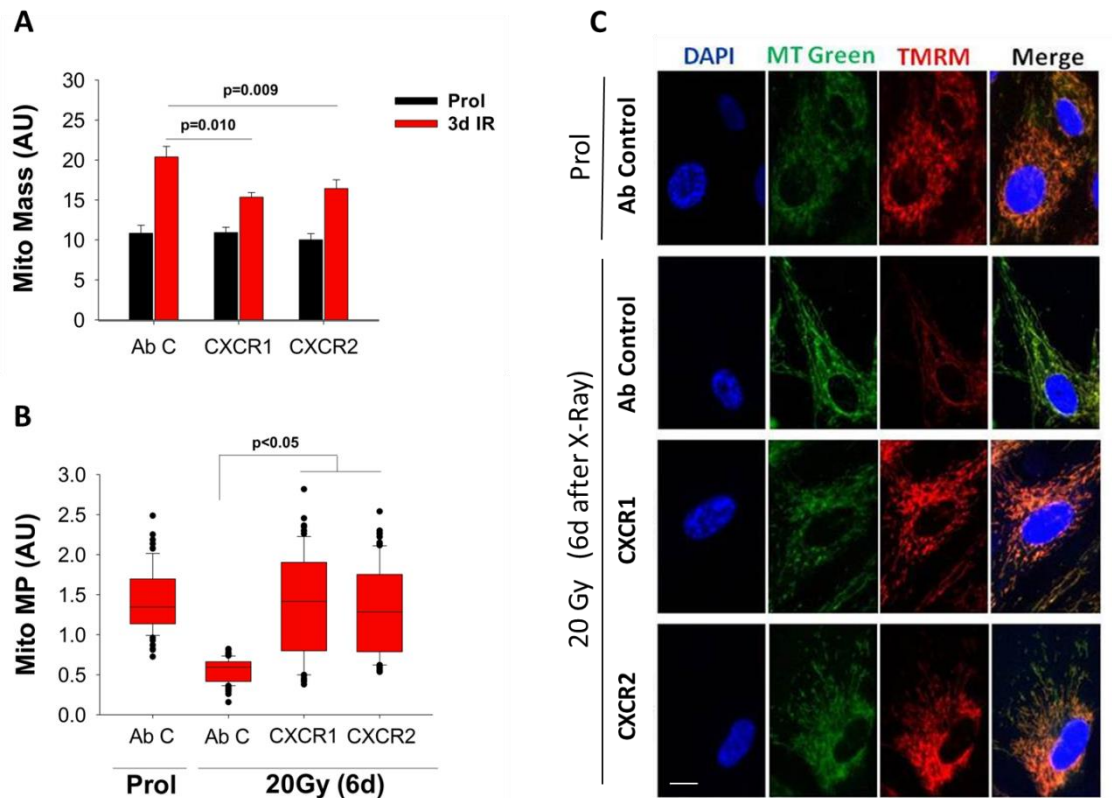 A
Mito Mass (AU)
30
25
20
15
10
5
0
p=0.009
p=0.010
Prol
3d IR
Ab C CXCR1 CXCR2
B
Mito MP (AU)
3.0
2.5
2.0
1.5
1.0
0.5
0.0
p<0.05
Ab C Ab C CXCR1 CXCR2
Prol 20Gy (6d)
C
DAPI MT Green TMRM Merge
Prol
Ab Control
20 Gy (6d after X-Ray)
Ab Control
CXCR1
CXCR2